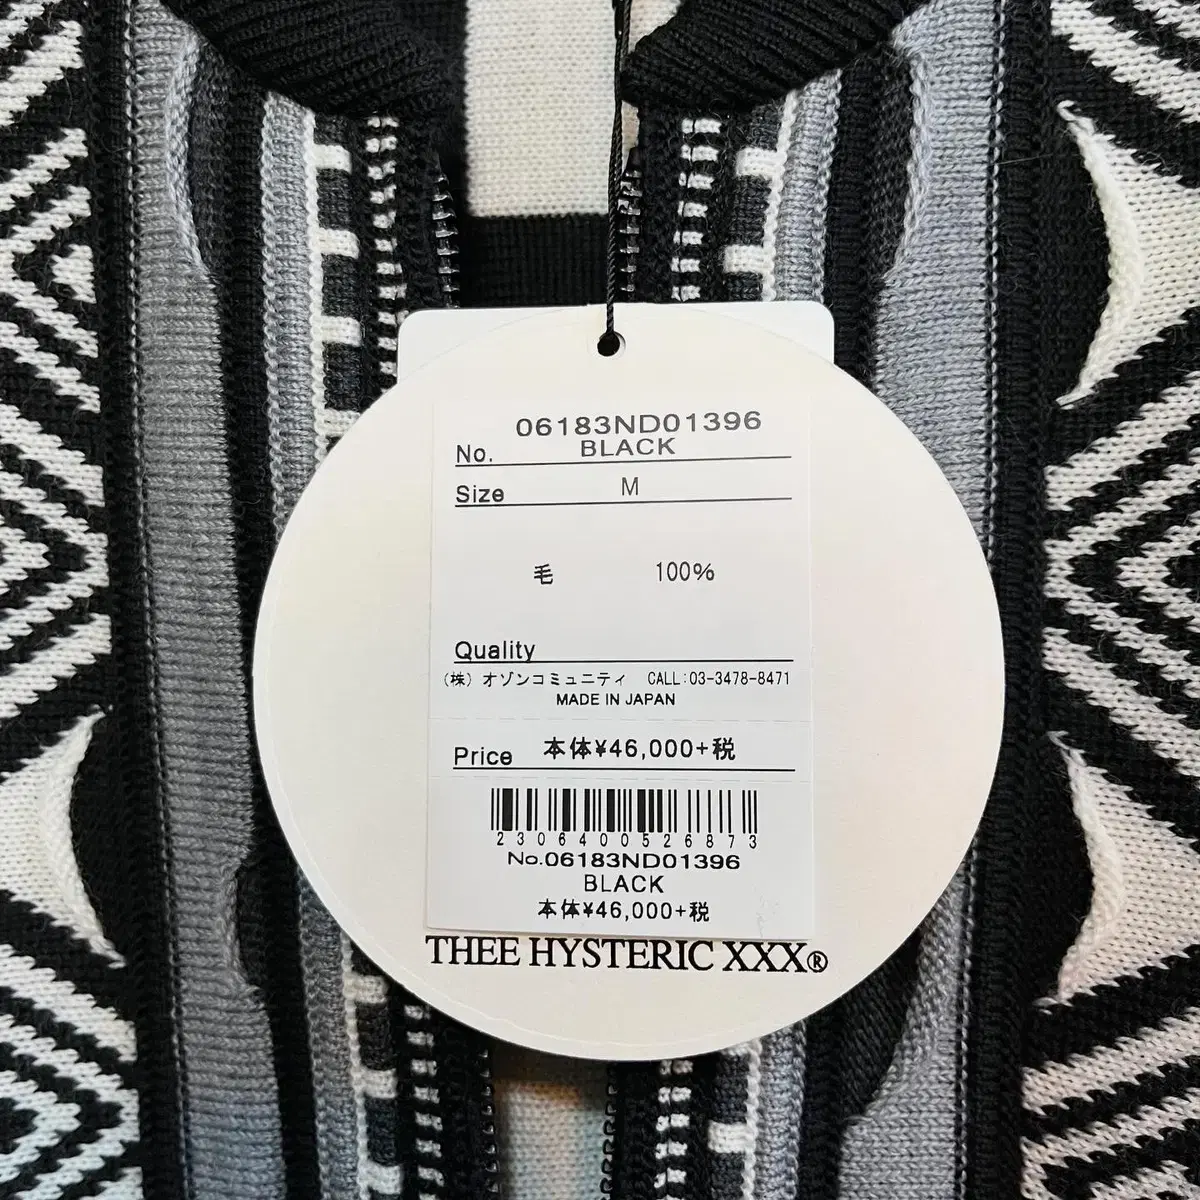 06183ND01396
No. BLACK
Size M
毛 100%
Quality
(株) オゾンコミュニティ CALL:03-3478-8471
MADE IN JAPAN
Price 本体¥46,000+税
2306400526873
No.06183ND01396
BLACK
本体¥46,000+税
THEE HYSTERIC XXX®